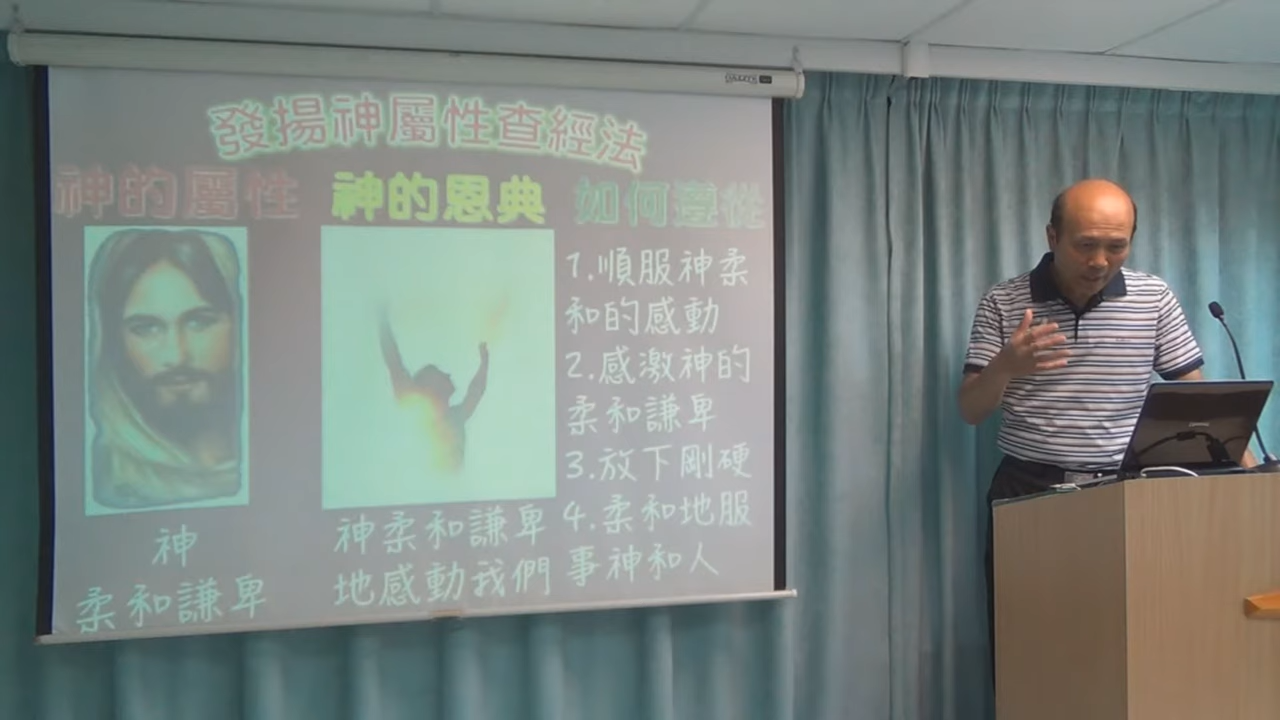 發揚神屬性查經法
神的屬性
神
柔和謙卑
神的恩典
神柔和謙卑
地感動我們
如何遵從
1.順服神柔
和的感動
2.感激神的
柔和謙卑
3.放下剛硬
4.柔和地服
事神和人